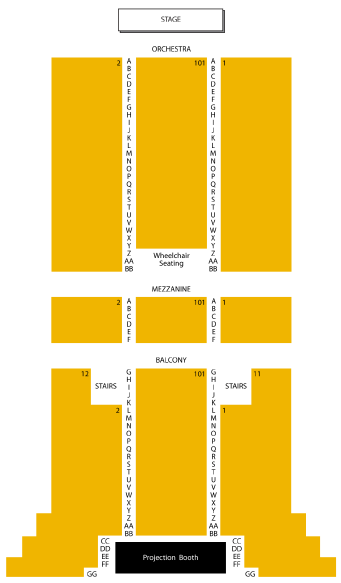 STAGE
ORCHESTRA
2 A 101 A 1
B B
C C
D D
E E
F F
G G
H H
I I
J J
K K
L L
M M
N N
O O
P P
Q Q
R R
S S
T T
U U
V V
W W
X X
Y Y
Z Wheelchair Z
AA Seating AA
BB BB
MEZZANINE
2 A 101 A 1
B B
C C
D D
E E
F F
BALCONY
12 G 101 G 11
H H
STAIRS I I STAIRS
J J
K K
2 L L 1
M M
N N
O O
P P
Q Q
R R
S S
T T
U U
V V
W W
X X
Y Y
Z Z
AA AA
BB BB
CC CC
DD DD
EE Projection Booth EE
FF FF
GG GG